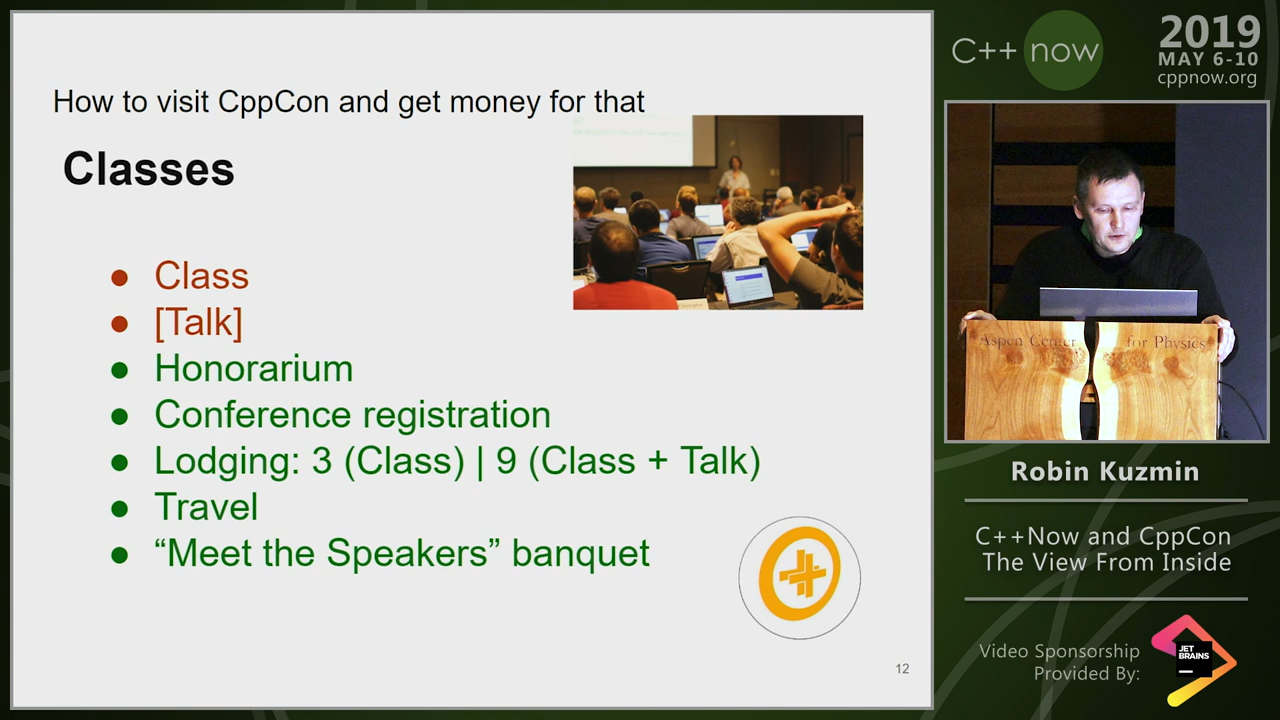 How to visit CppCon and get money for that
Classes
Class
[Talk]
Honorarium
Conference registration
Lodging: 3 (Class) | 9 (Class + Talk)
Travel
“Meet the Speakers” banquet
12
C++ now
2019
MAY 6-10
cppnow.org
Aspen Center for Physics
Robin Kuzmin
C++Now and CppCon
The View From Inside
Video Sponsorship
Provided By:
JET
BRAINS